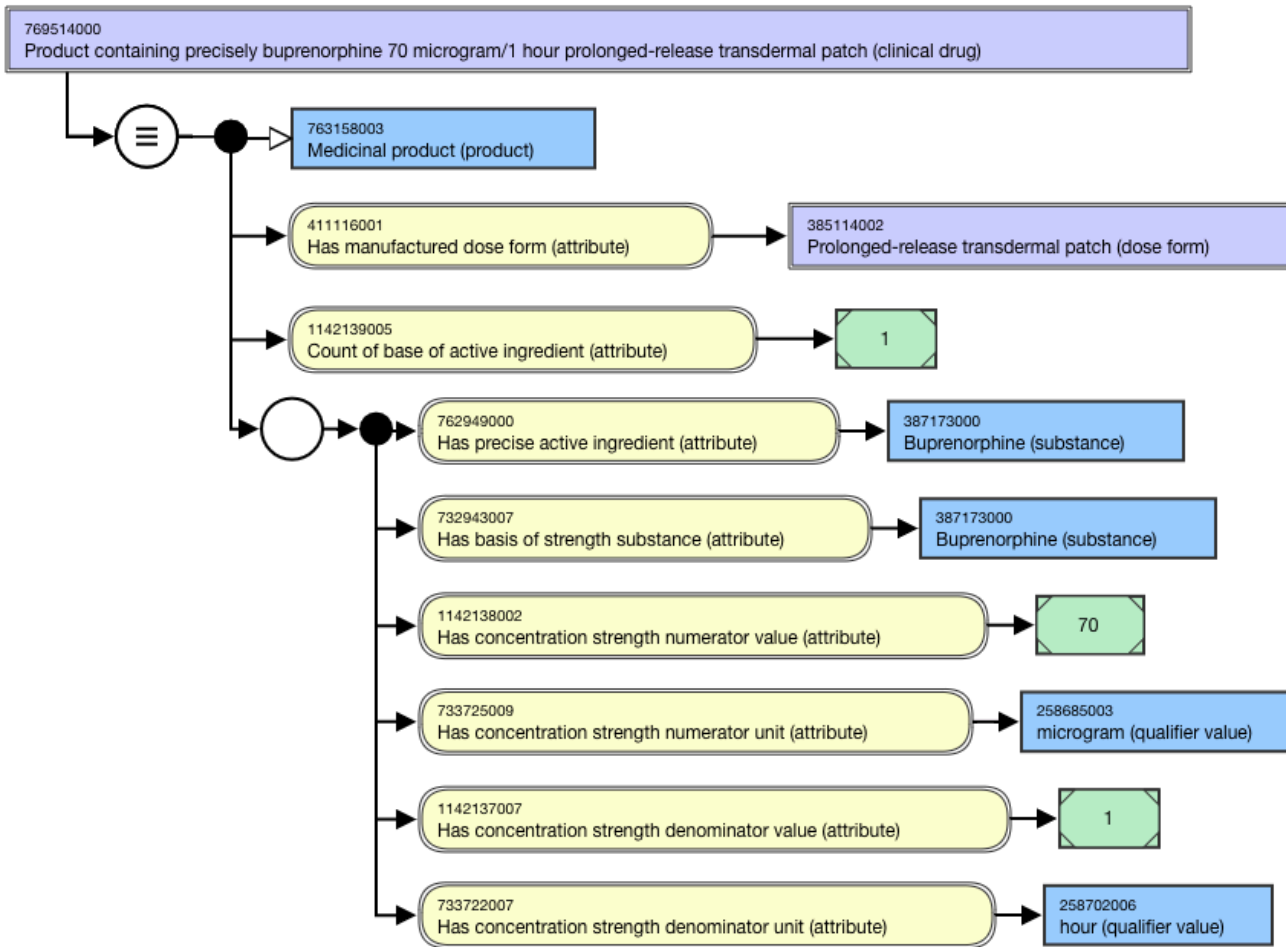 769514000
Product containing precisely buprenorphine 70 microgram/1 hour prolonged-release transdermal patch (clinical drug)
763158003
Medicinal product (product)
411116001
Has manufactured dose form (attribute)
385114002
Prolonged-release transdermal patch (dose form)
1142139005
Count of base of active ingredient (attribute)
1
762949000
Has precise active ingredient (attribute)
387173000
Buprenorphine (substance)
732943007
Has basis of strength substance (attribute)
387173000
Buprenorphine (substance)
1142138002
Has concentration strength numerator value (attribute)
70
733725009
Has concentration strength numerator unit (attribute)
258685003
microgram (qualifier value)
1142137007
Has concentration strength denominator value (attribute)
1
733722007
Has concentration strength denominator unit (attribute)
258702006
hour (qualifier value)